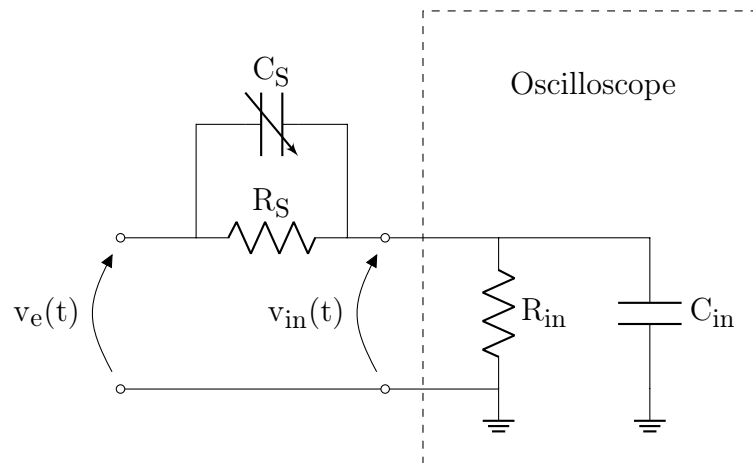 Oscilloscope
C_S
R_S
v_e(t)
v_in(t)
R_in
C_in